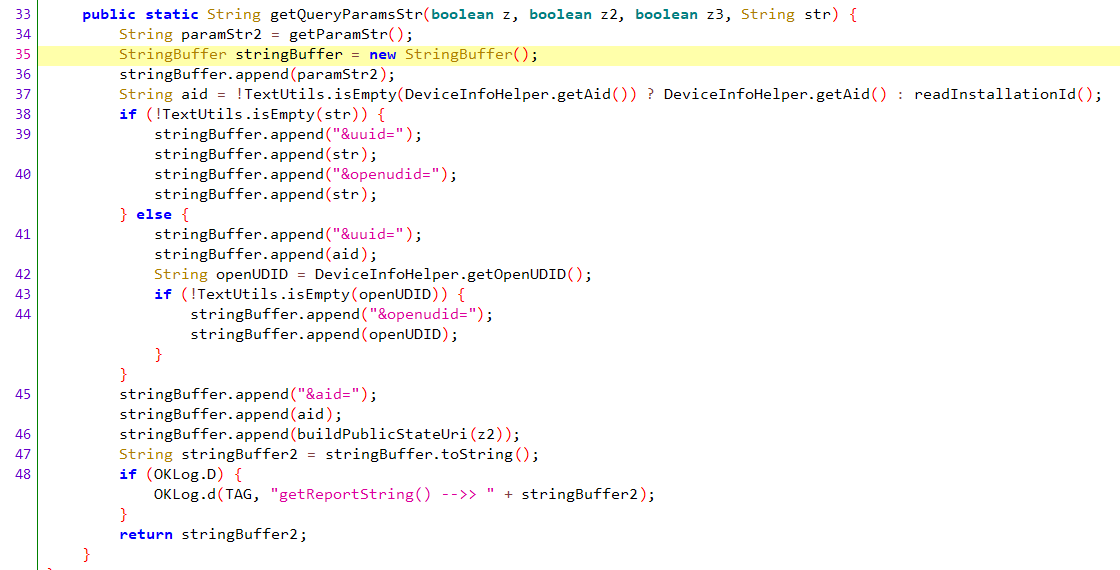 33 public static String getQueryParamsStr(boolean z, boolean z2, boolean z3, String str) {
34 String paramStr2 = getParamStr();
35 StringBuffer stringBuffer = new StringBuffer();
36 stringBuffer.append(paramStr2);
37 String aid = !TextUtils.isEmpty(DeviceInfoHelper.getAid()) ? DeviceInfoHelper.getAid() : readInstallationId();
38 if (!TextUtils.isEmpty(str)) {
39 stringBuffer.append("&uuid=");
stringBuffer.append(str);
40 stringBuffer.append("&openudid=");
stringBuffer.append(str);
} else {
41 stringBuffer.append("&uuid=");
stringBuffer.append(aid);
42 String openUDID = DeviceInfoHelper.getOpenUDID();
43 if (!TextUtils.isEmpty(openUDID)) {
44 stringBuffer.append("&openudid=");
stringBuffer.append(openUDID);
}
}
45 stringBuffer.append("&aid=");
stringBuffer.append(aid);
46 stringBuffer.append(buildPublicStateUri(z2));
47 String stringBuffer2 = stringBuffer.toString();
48 if (OKLog.D) {
OKLog.d(TAG, "getReportString() -->> " + stringBuffer2);
}
return stringBuffer2;
}